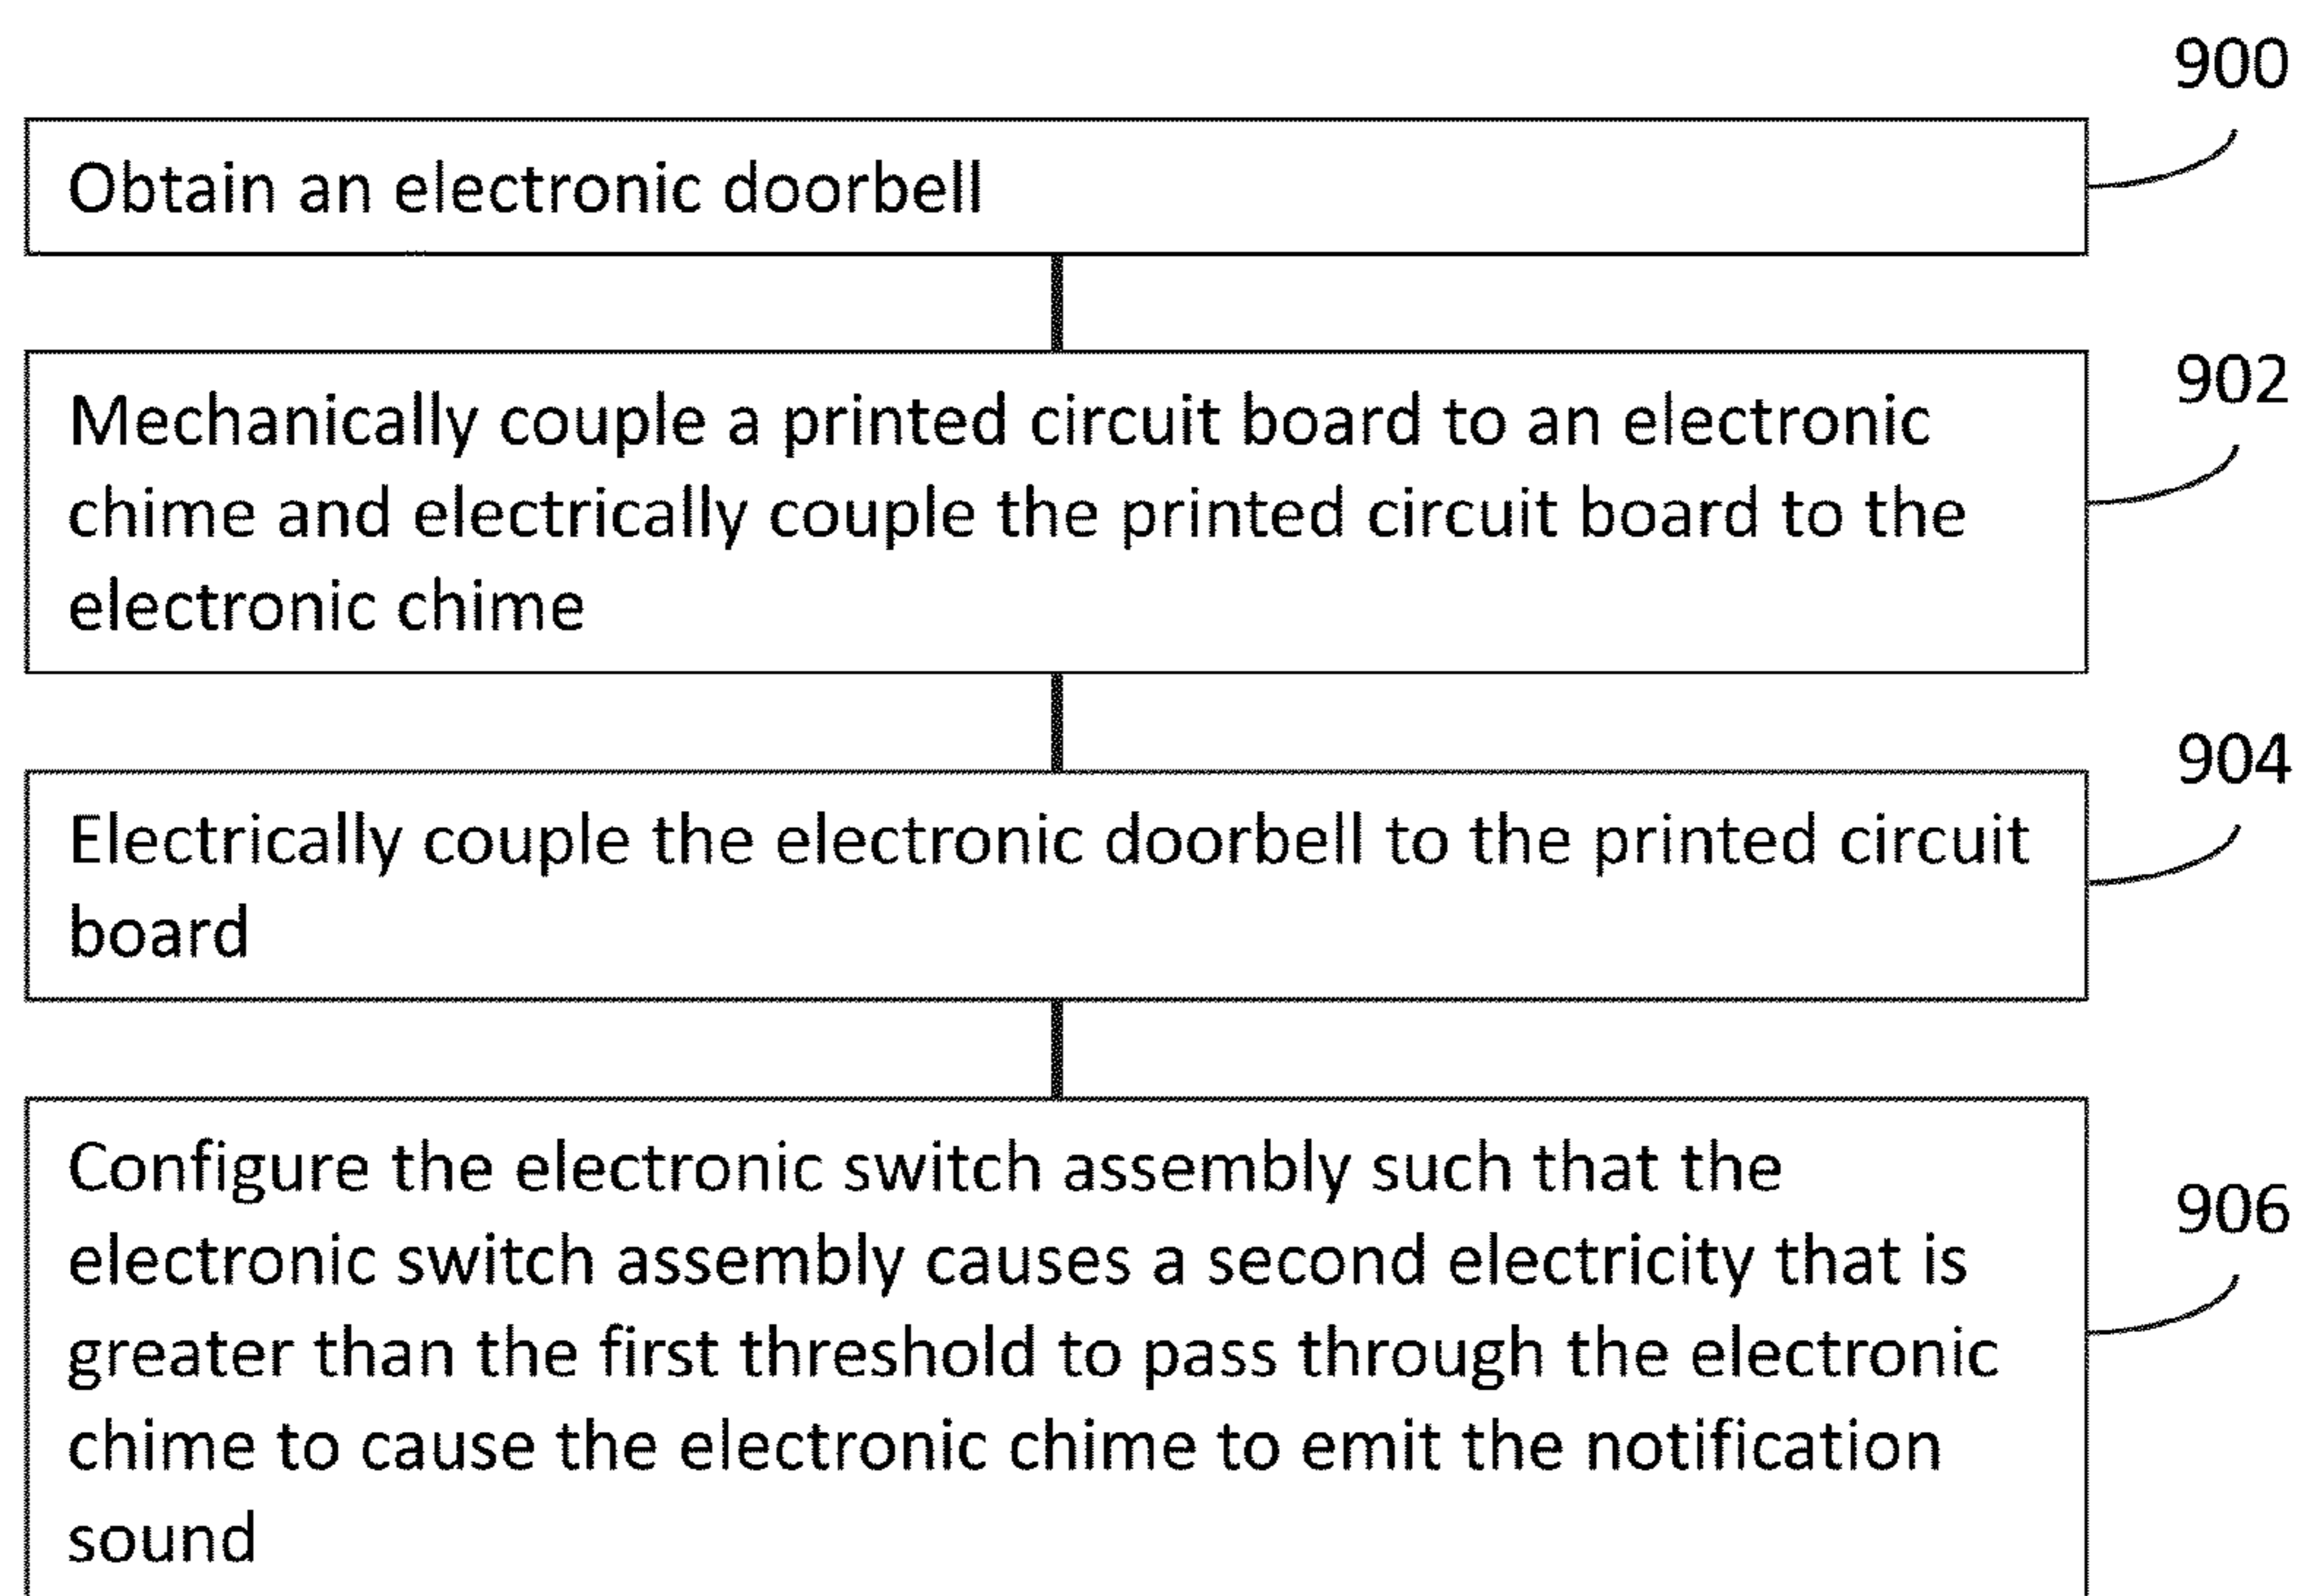 900
Obtain an electronic doorbell
902
Mechanically couple a printed circuit board to an electronic
chime and electrically couple the printed circuit board to the
electronic chime
904
Electrically couple the electronic doorbell to the printed circuit
board
906
Configure the electronic switch assembly such that the
electronic switch assembly causes a second electricity that is
greater than the first threshold to pass through the electronic
chime to cause the electronic chime to emit the notification
sound